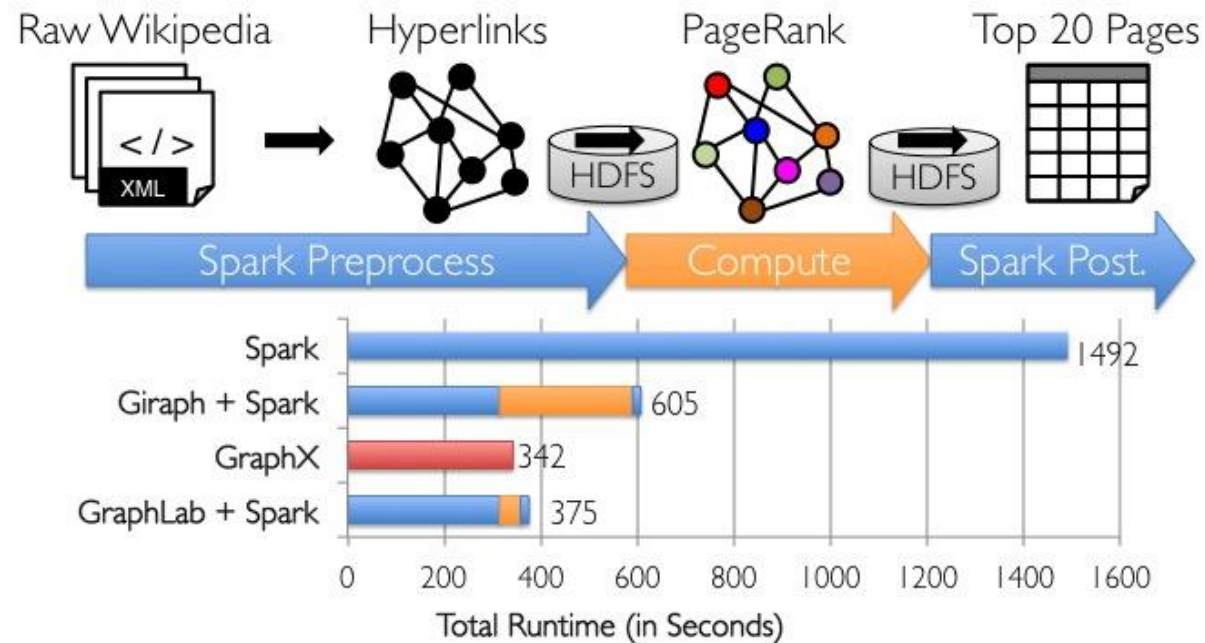 Raw Wikipedia Hyperlinks PageRank Top 20 Pages
< / >
XML
HDFS HDFS
Spark Preprocess Compute Spark Post.
Spark 1492
Giraph + Spark 605
GraphX 342
GraphLab + Spark 375
0 200 400 600 800 1000 1200 1400 1600
Total Runtime (in Seconds)